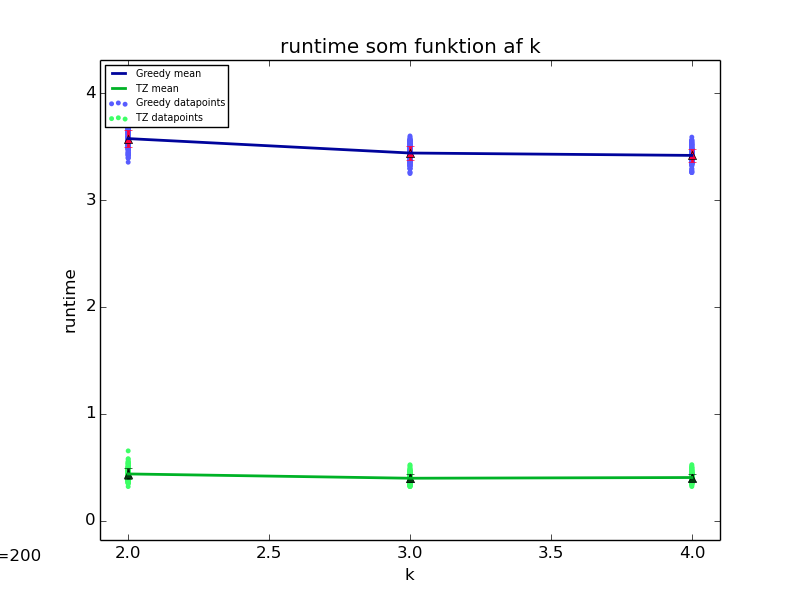 runtime som funktion af k
Greedy mean
TZ mean
Greedy datapoints
TZ datapoints
4
3
2
1
0
runtime
2.0 2.5 3.0 3.5 4.0
=200
k